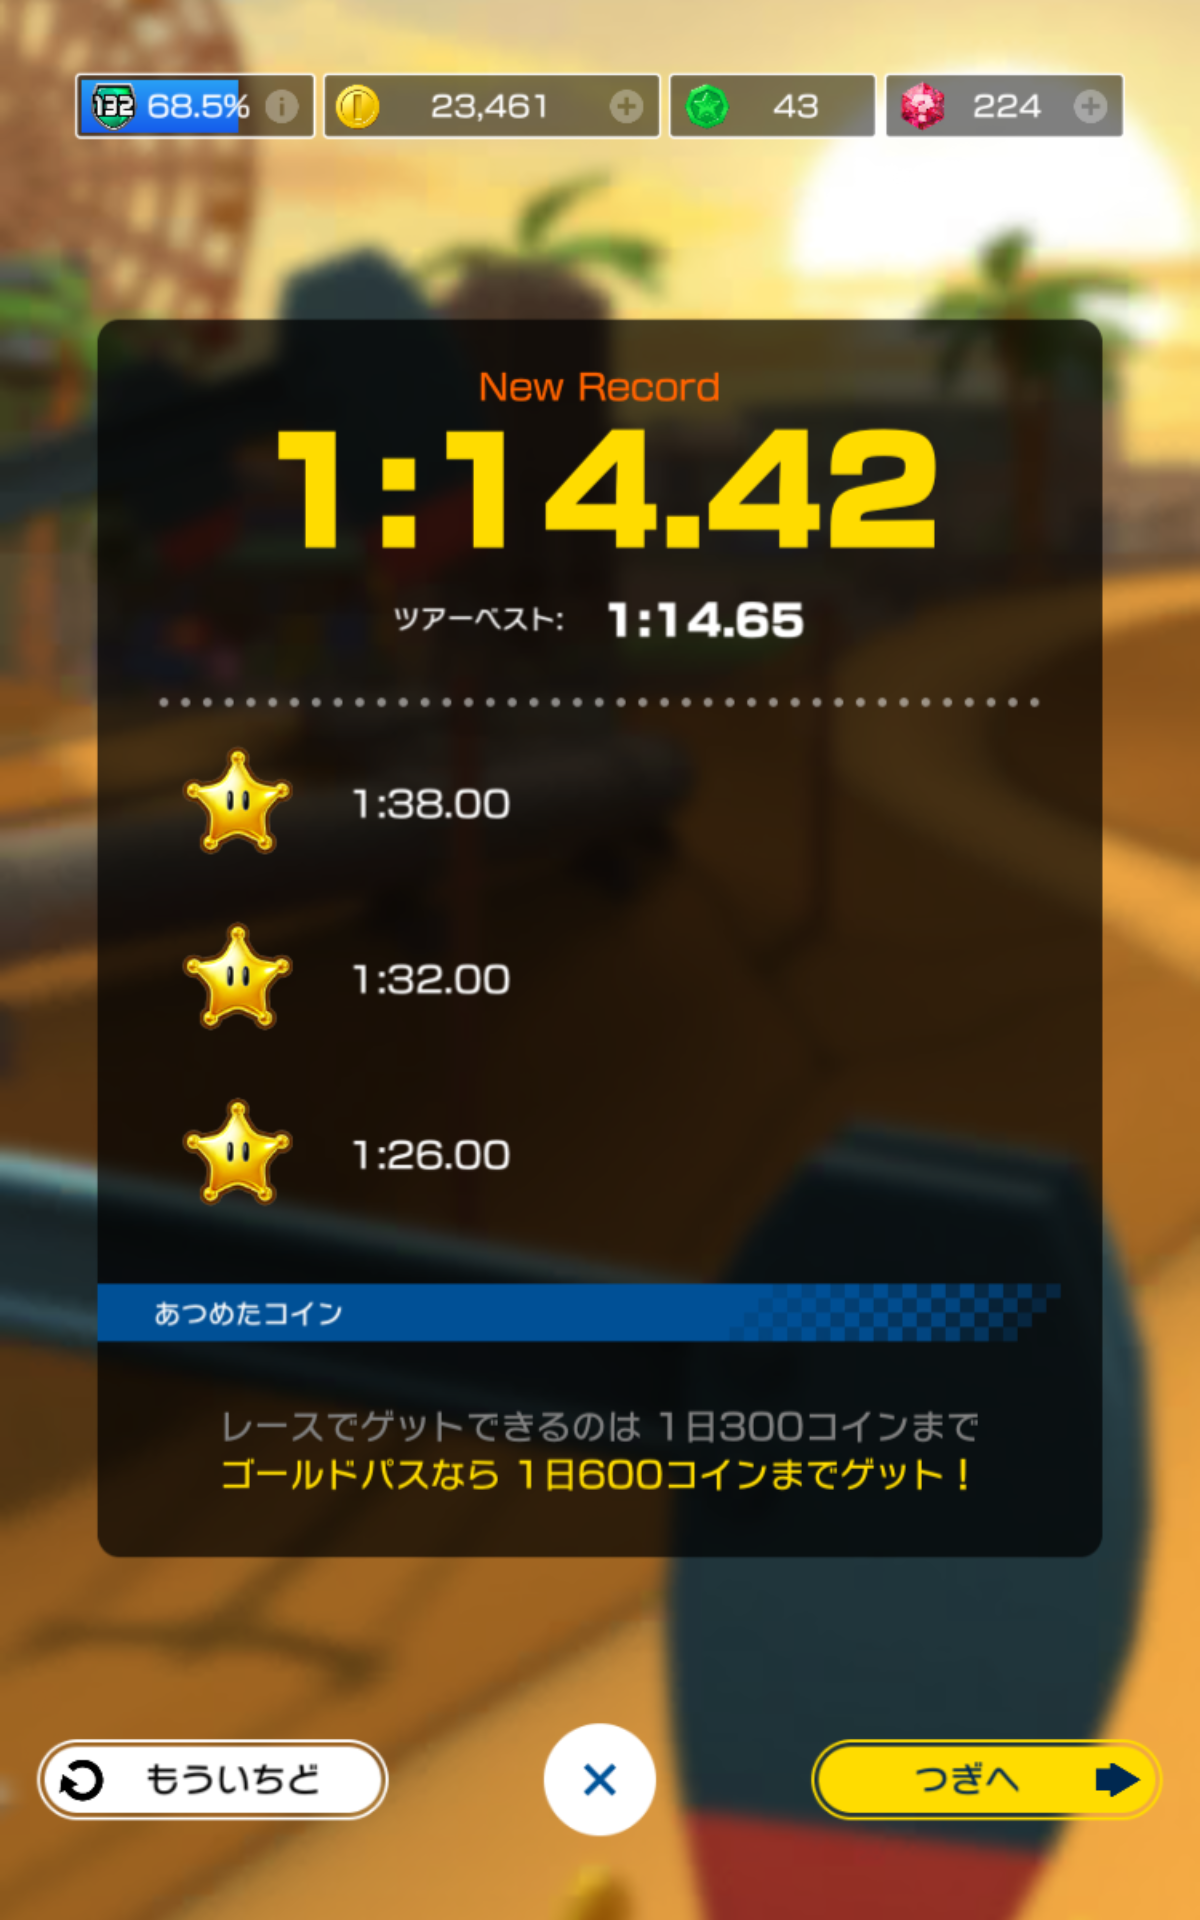 132 68.5% 23,461 43 224
New Record
1:14.42
ツアーベスト: 1:14.65
1:38.00
1:32.00
1:26.00
あつめたコイン
レースでゲットできるのは 1日300コインまで
ゴールドパスなら 1日600コインまでゲット！
もういちど つぎへ